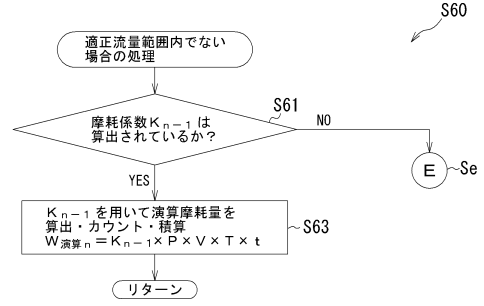 S60
適正流量範囲内でない
場合の処理
S61
摩耗係数Kn-1は
算出されているか?
NO
E
Se
YES
Kn-1を用いて演算摩耗量を
算出・カウント・積算
W演算n=Kn-1×P×V×T×t
S63
リターン